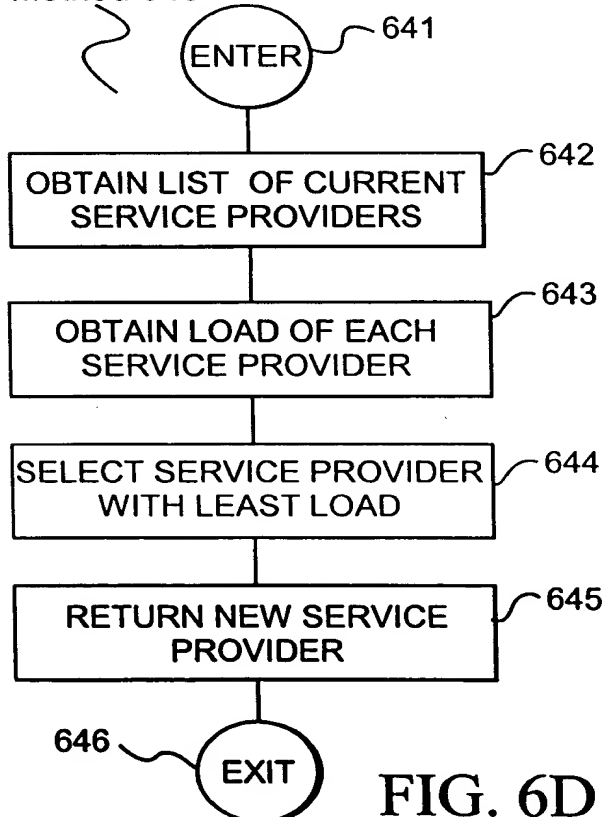 ENTER
641
OBTAIN LIST OF CURRENT
SERVICE PROVIDERS
642
OBTAIN LOAD OF EACH
SERVICE PROVIDER
643
SELECT SERVICE PROVIDER
WITH LEAST LOAD
644
RETURN NEW SERVICE
PROVIDER
645
646
EXIT
FIG. 6D